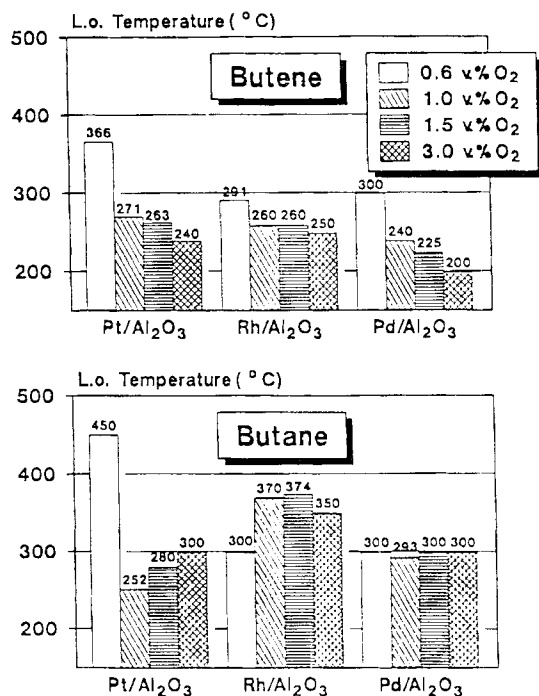 L.o. Temperature (°C)
500
400
300
200
Butene
0.6 v.% O₂
1.0 v.% O₂
1.5 v.% O₂
3.0 v.% O₂
366
271
263
240
291
260
260
250
300
240
225
200
Pt/Al₂O₃
Rh/Al₂O₃
Pd/Al₂O₃
L.o. Temperature (°C)
500
400
300
200
Butane
450
252
280
300
300
370
374
350
300
293
300
300
Pt/Al₂O₃
Rh/Al₂O₃
Pd/Al₂O₃